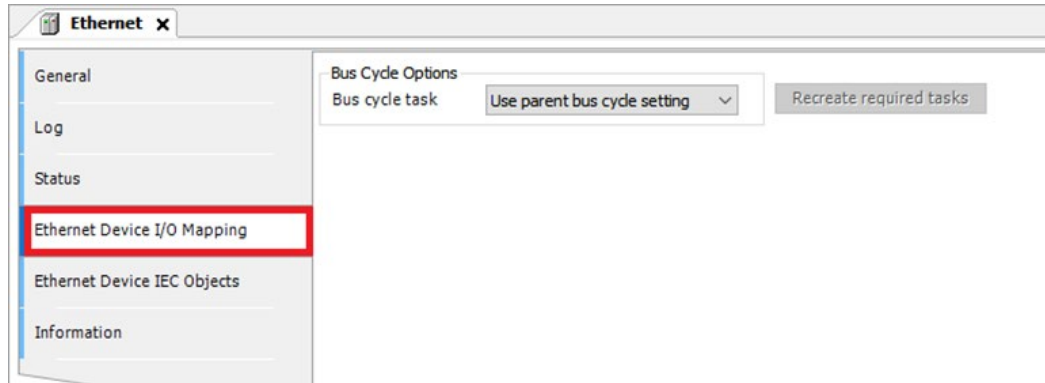 Ethernet
General
Bus Cycle Options
Bus cycle task Use parent bus cycle setting Recreate required tasks
Log
Status
Ethernet Device I/O Mapping
Ethernet Device IEC Objects
Information